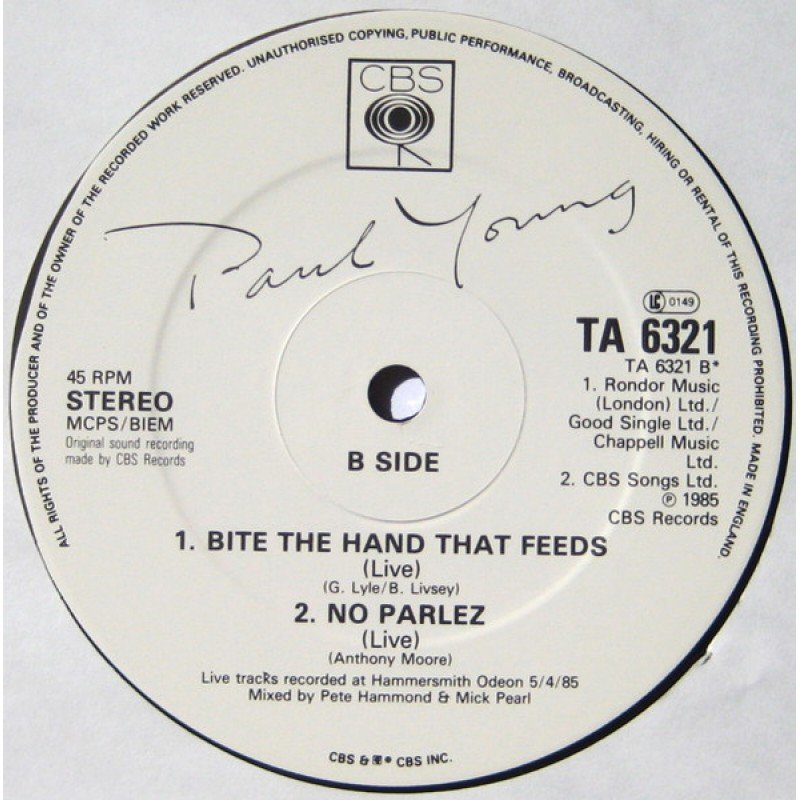 ALL RIGHTS OF THE PRODUCER AND OF THE OWNER OF THE RECORDED WORK RESERVED. UNAUTHORISED COPYING, PUBLIC PERFORMANCE, BROADCASTING, HIRING OR RENTAL OF THIS RECORDING PROHIBITED. MADE IN ENGLAND.
CBS
Paul Young
LC 0149
TA 6321
TA 6321 B*
1. Rondor Music
(London) Ltd./
Good Single Ltd./
Chappell Music
Ltd.
2. CBS Songs Ltd.
℗ 1985
CBS Records
45 RPM
STEREO
MCPS/BIEM
Original sound recording
made by CBS Records
B SIDE
1. BITE THE HAND THAT FEEDS
(Live)
(G. Lyle/B. Livsey)
2. NO PARLEZ
(Live)
(Anthony Moore)
Live tracks recorded at Hammersmith Odeon 5/4/85
Mixed by Pete Hammond & Mick Pearl
CBS & ® CBS INC.